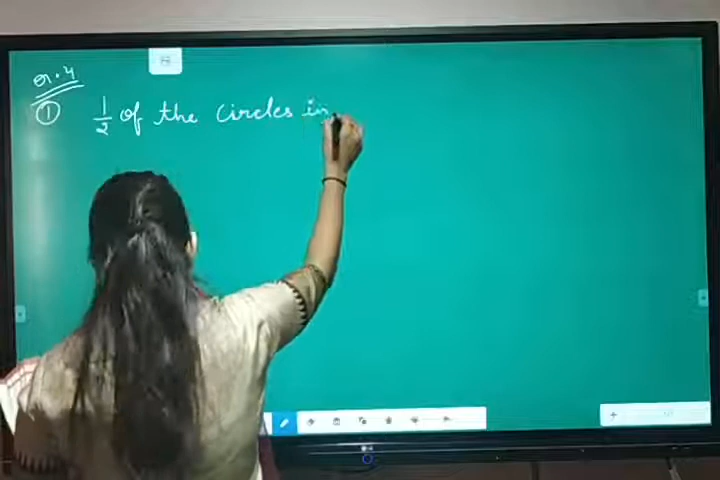 Q.4
① 1/2 of the circles in